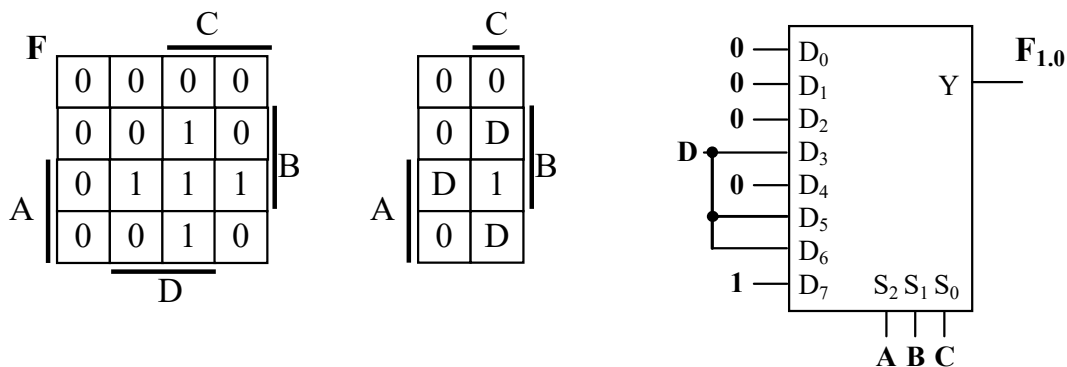 C
F
0 0 0 0
0 0 1 0
0 1 1 1
0 0 1 0
A
B
D
C
0 0
0 D
D 1
0 D
A
B
0 D₀
0 D₁
0 D₂
D D₃
0 D₄
D₅
D₆
1 D₇
Y
F₁.₀
S₂ S₁ S₀
A B C